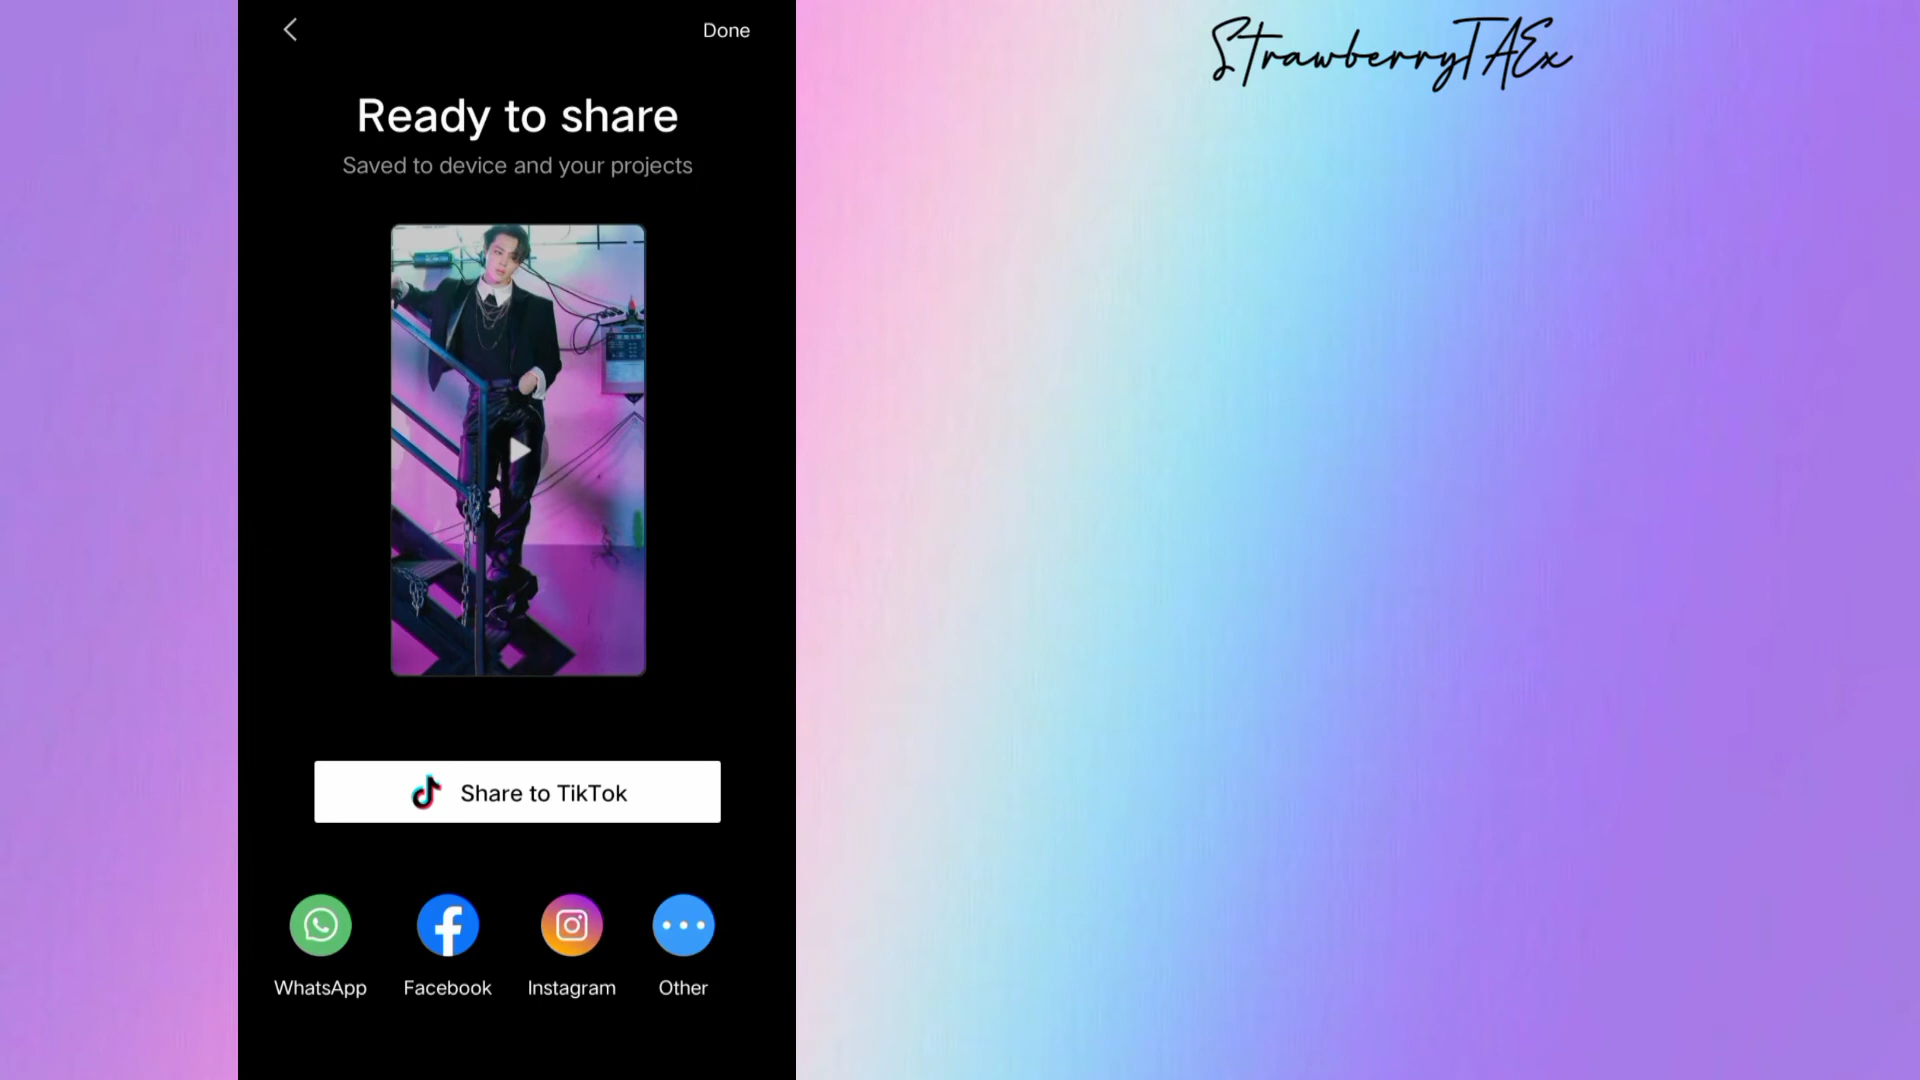 Done
StrawberryTAEx
Ready to share
Saved to device and your projects
Share to TikTok
WhatsApp
Facebook
Instagram
Other